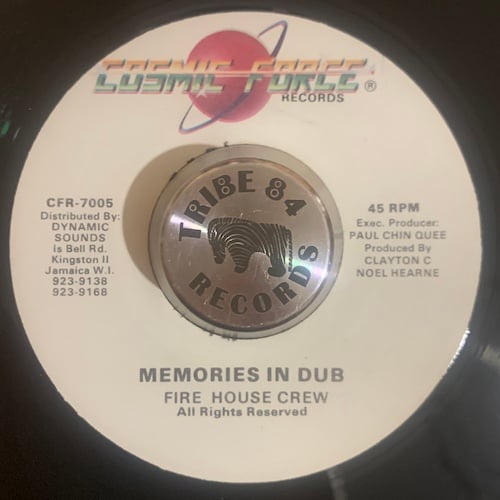 COSMIC FORCE ®
RECORDS
CFR-7005
Distributed By:
DYNAMIC
SOUNDS
is Bell Rd.
Kingston II
Jamaica W.I.
923-9138
923-9168
TRIBE 84
RECORDS
45 RPM
Exec. Producer:
PAUL CHIN QUEE
Produced By
CLAYTON C
NOEL HEARNE
MEMORIES IN DUB
FIRE HOUSE CREW
All Rights Reserved